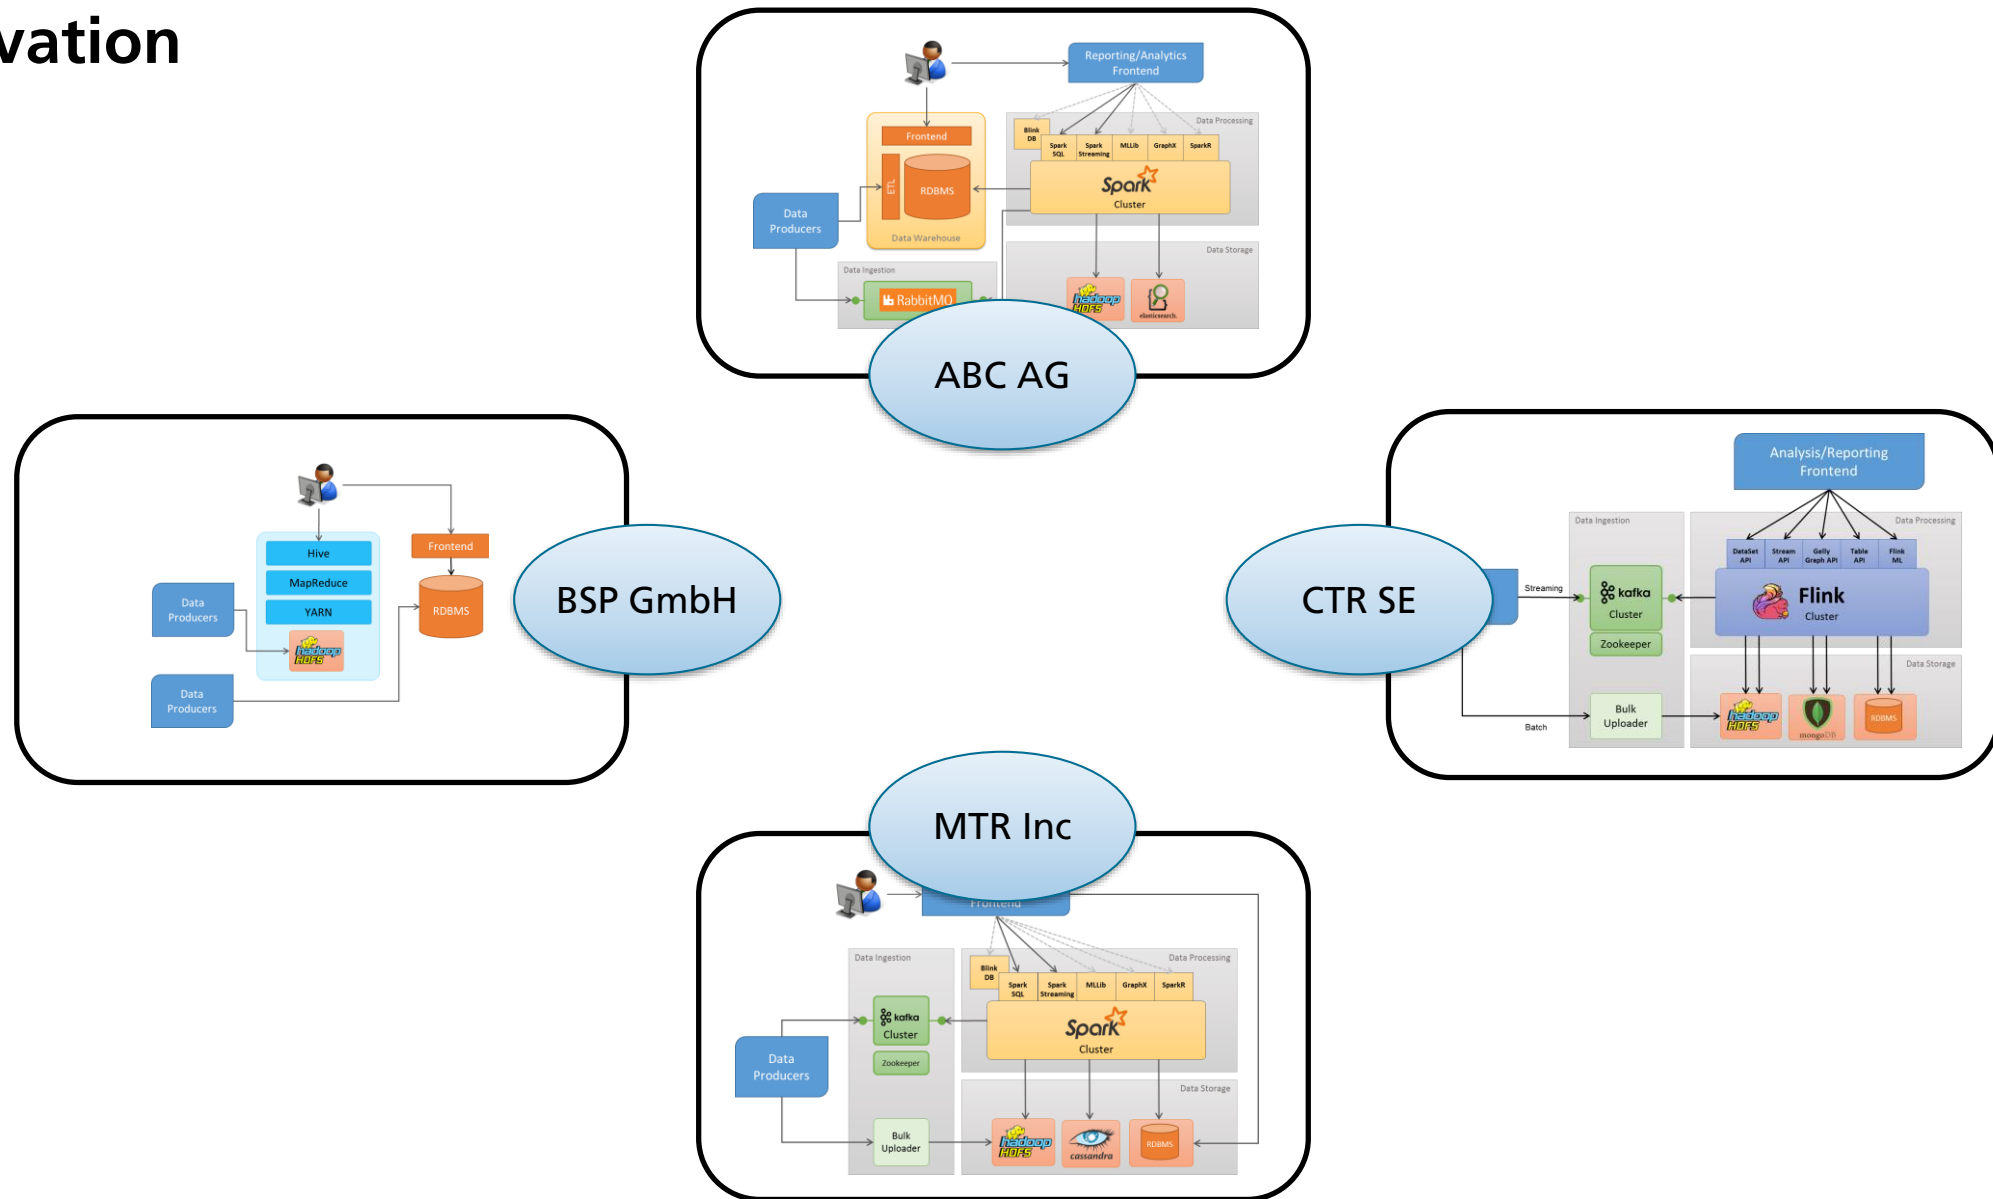 vation
Reporting/Analytics
Frontend
Data Processing
Blink
DB
Spark
SQL
Spark
Streaming
MLLib
GraphX
SparkR
Frontend
ETL
RDBMS
Spark
Cluster
Data
Producers
Data Warehouse
Data Storage
Data Ingestion
RabbitMQ
hadoop
HDFS
elasticsearch.
ABC AG
Hive
MapReduce
YARN
hadoop
HDFS
Frontend
RDBMS
Data
Producers
Data
Producers
BSP GmbH
Analysis/Reporting
Frontend
Data Ingestion
Data Processing
DataSet
API
Stream
API
Gelly
Graph API
Table
API
Flink
ML
Streaming
kafka
Cluster
Zookeeper
Flink
Cluster
Data Storage
Batch
Bulk
Uploader
hadoop
HDFS
mongoDB
RDBMS
CTR SE
MTR Inc
Frontend
Data Ingestion
Data Processing
Blink
DB
Spark
SQL
Spark
Streaming
MLLib
GraphX
SparkR
kafka
Cluster
Zookeeper
Spark
Cluster
Data
Producers
Data Storage
Bulk
Uploader
hadoop
HDFS
cassandra
RDBMS